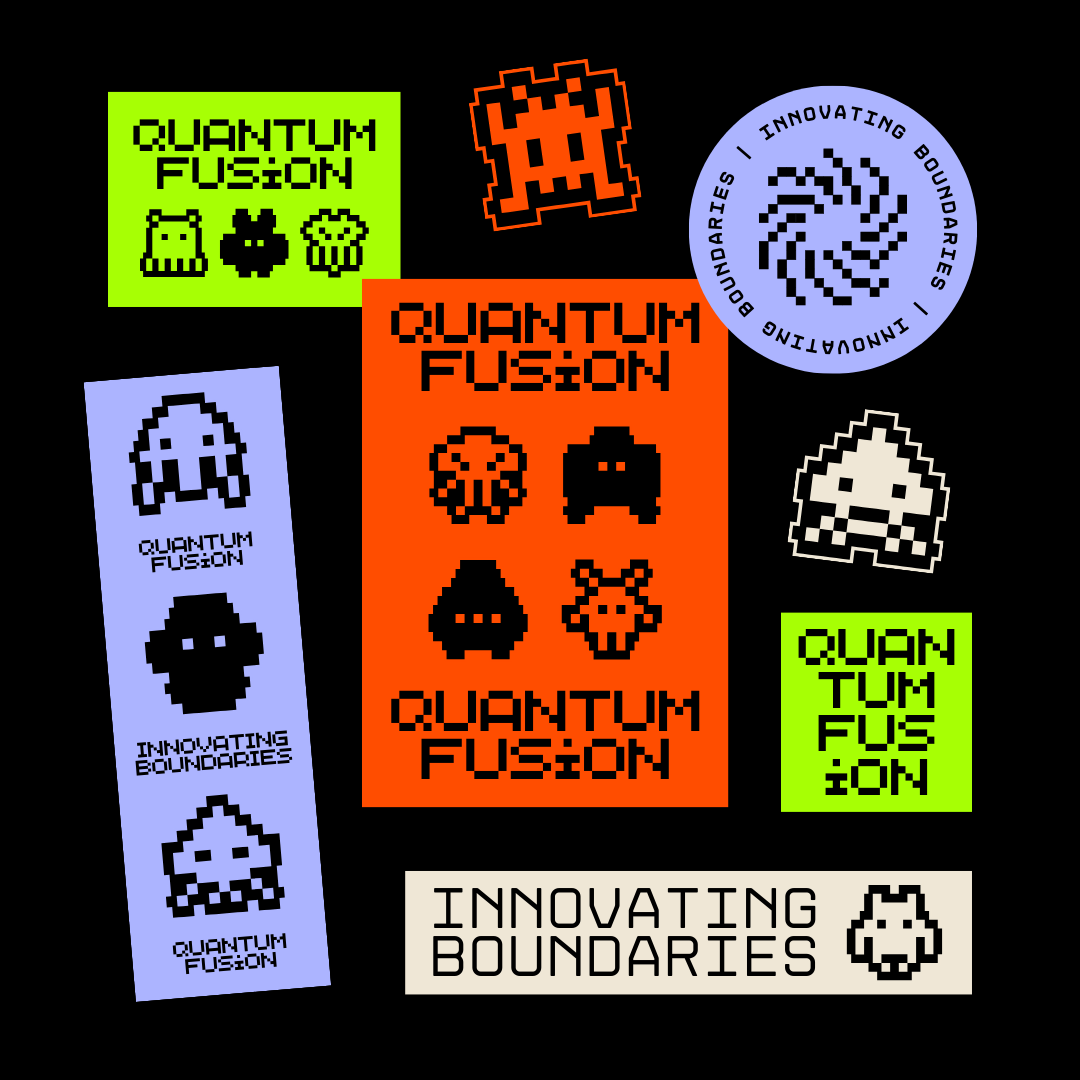 QUANTUM
FUSiON
INNOVATING BOUNDARIES | INNOVATING BOUNDARIES |
QUANTUM
FUSiON
QUANTUM
FUSiON
QUANTUM
FUSiON
INNOVATING
BOUNDARIES
QUANTUM
FUSiON
QUAN
TUM
FUS
iON
INNOVATING
BOUNDARIES